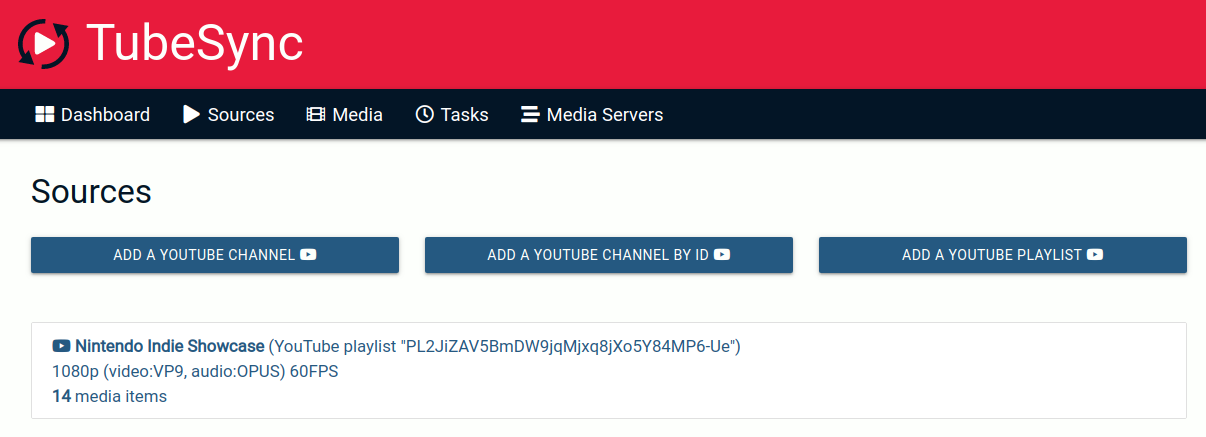 TubeSync
Dashboard Sources Media Tasks Media Servers
Sources
ADD A YOUTUBE CHANNEL ADD A YOUTUBE CHANNEL BY ID ADD A YOUTUBE PLAYLIST
Nintendo Indie Showcase (YouTube playlist "PL2JiZAV5BmDW9jqMjxq8jXo5Y84MP6-Ue")
1080p (video:VP9, audio:OPUS) 60FPS
14 media items